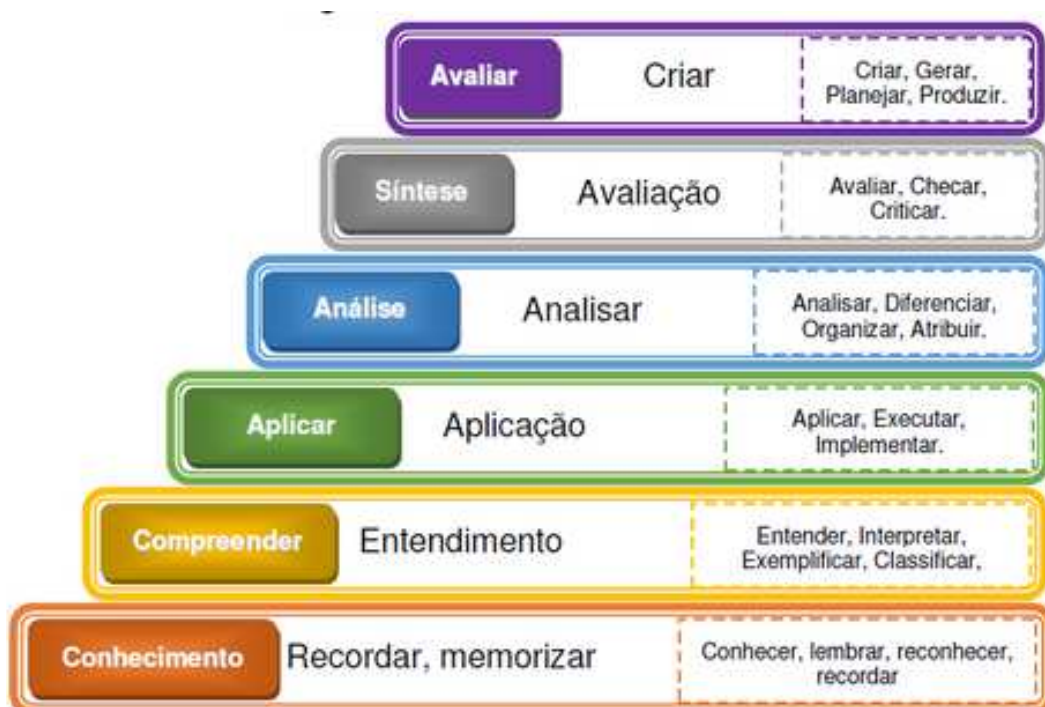 Avaliar
Criar
Criar, Gerar,
Planejar, Produzir.
Síntese
Avaliação
Avaliar, Checar,
Criticar.
Análise
Analisar
Analisar, Diferenciar,
Organizar, Atribuir.
Aplicar
Aplicação
Aplicar, Executar,
Implementar.
Compreender
Entendimento
Entender, Interpretar,
Exemplificar, Classificar,
Conhecimento
Recordar, memorizar
Conhecer, lembrar, reconhecer,
recordar